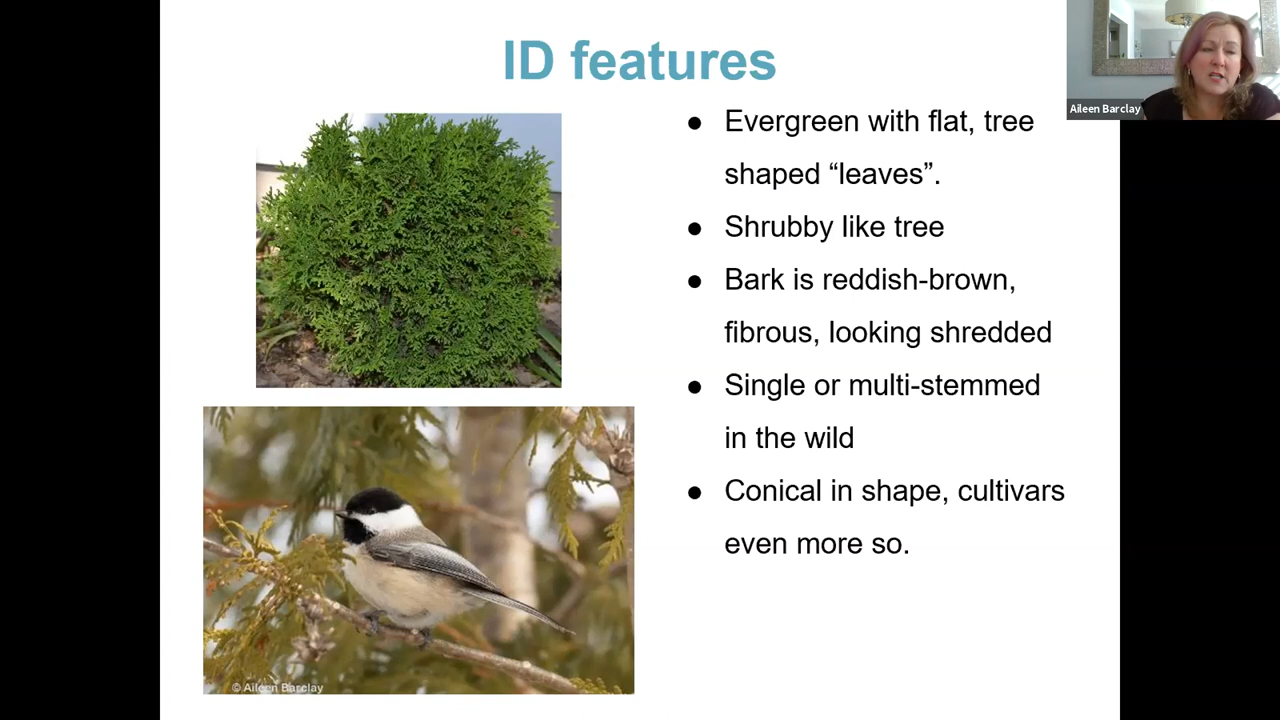 ID features
Aileen Barclay
● Evergreen with flat, tree
shaped “leaves”.
● Shrubby like tree
● Bark is reddish-brown,
fibrous, looking shredded
● Single or multi-stemmed
in the wild
● Conical in shape, cultivars
even more so.
© Aileen Barclay